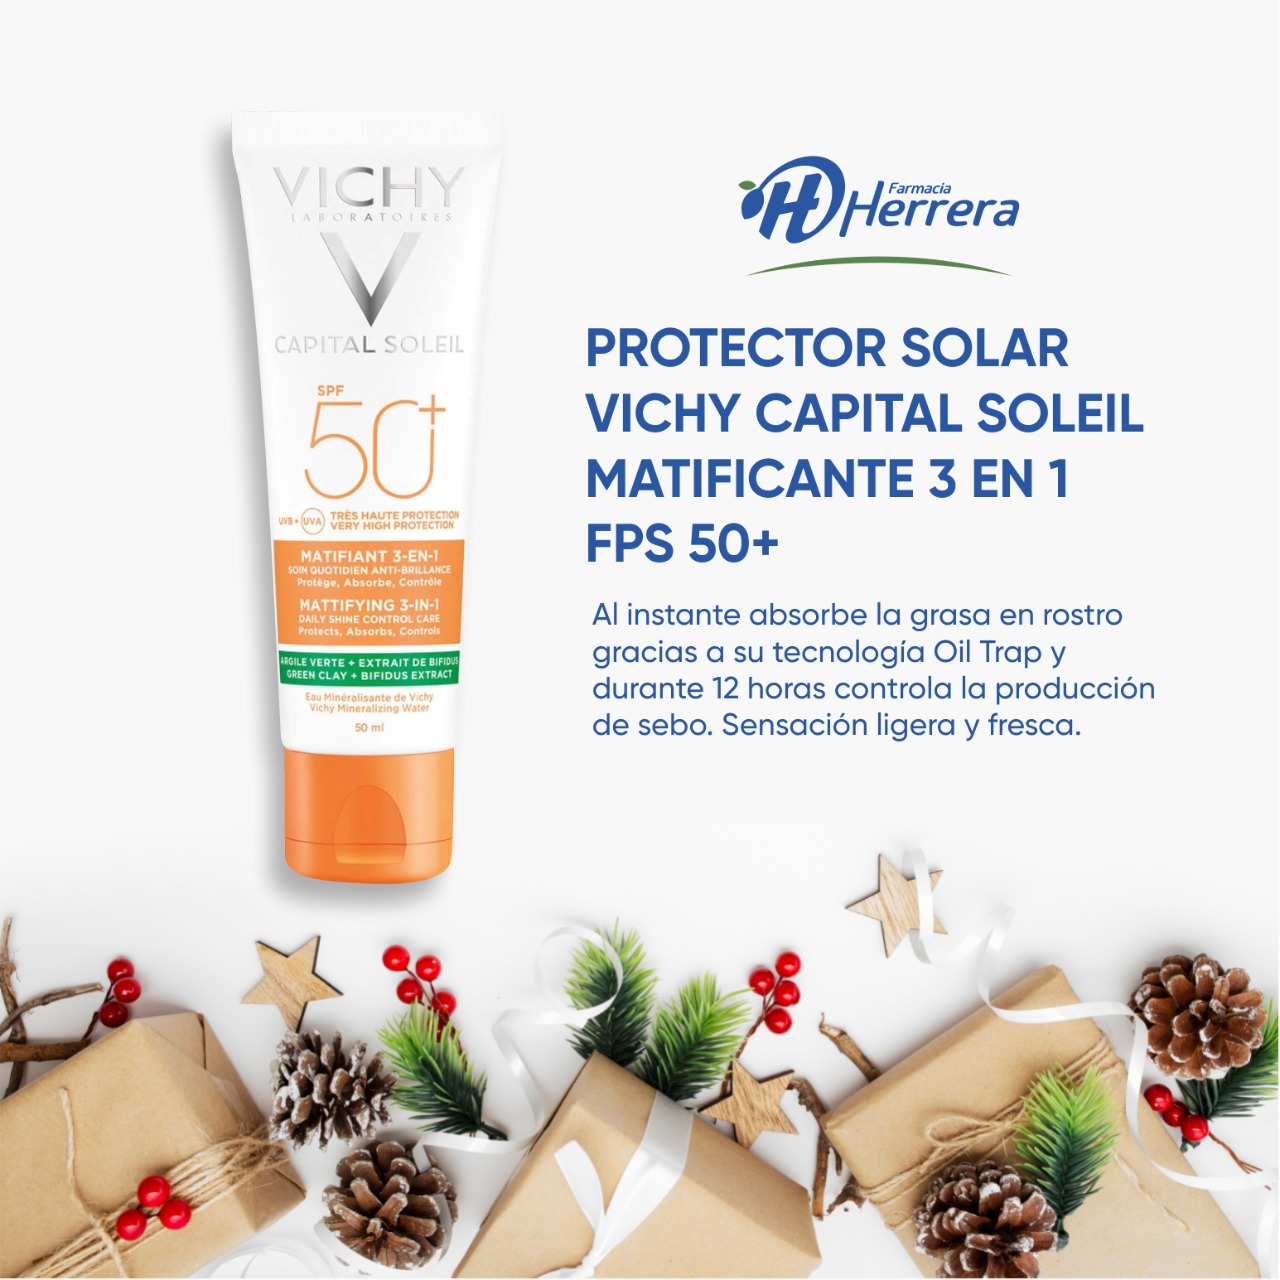 VICHY
LABORATOIRES
V
CAPITAL SOLEIL
SPF
50+
UVB + UVA
TRÈS HAUTE PROTECTION
VERY HIGH PROTECTION
MATIFIANT 3-EN-1
SOIN QUOTIDIEN ANTI-BRILLANCE
Protège, Absorbe, Contrôle
MATTIFYING 3-IN-1
DAILY SHINE CONTROL CARE
Protects, Absorbs, Controls
ARGILE VERTE + EXTRAIT DE BIFIDUS
GREEN CLAY + BIFIDUS EXTRACT
Eau Minéralisante de Vichy
Vichy Mineralizing Water
50 ml
H
Farmacia
Herrera
PROTECTOR SOLAR
VICHY CAPITAL SOLEIL
MATIFICANTE 3 EN 1
FPS 50+
Al instante absorbe la grasa en rostro
gracias a su tecnología Oil Trap y
durante 12 horas controla la producción
de sebo. Sensación ligera y fresca.